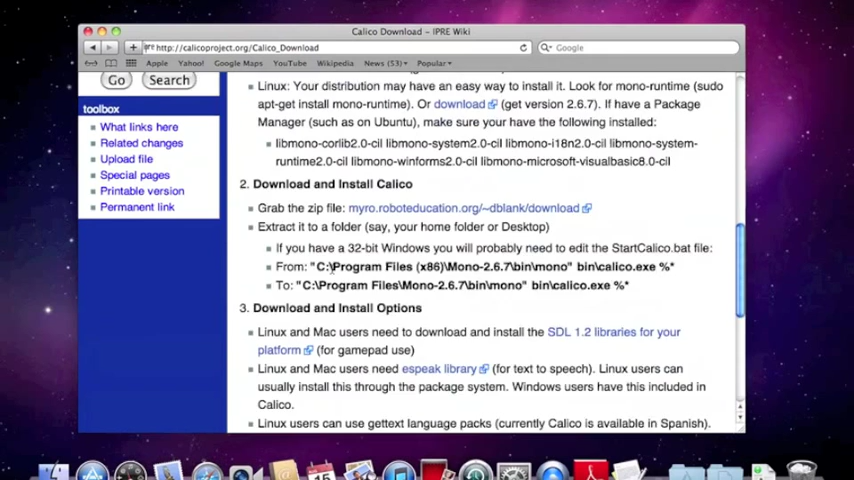 Calico Download – IPRE Wiki
http://calicoproject.org/Calico_Download
Google
Apple Yahoo! Google Maps YouTube Wikipedia News (53) Popular
Go Search
toolbox
What links here
Related changes
Upload file
Special pages
Printable version
Permanent link
Linux: Your distribution may have an easy way to install it. Look for mono-runtime (sudo
apt-get install mono-runtime). Or download (get version 2.6.7). If have a Package
Manager (such as on Ubuntu), make sure your have the following installed:
libmono-corlib2.0-cil libmono-system2.0-cil libmono-i18n2.0-cil libmono-system-
runtime2.0-cil libmono-winforms2.0-cil libmono-microsoft-visualbasic8.0-cil
2. Download and Install Calico
Grab the zip file: myro.roboteducation.org/~dblank/download
Extract it to a folder (say, your home folder or Desktop)
If you have a 32-bit Windows you will probably need to edit the StartCalico.bat file:
From: "C:\Program Files (x86)\Mono-2.6.7\bin\mono" bin\calico.exe %*
To: "C:\Program Files\Mono-2.6.7\bin\mono" bin\calico.exe %*
3. Download and Install Options
Linux and Mac users need to download and install the SDL 1.2 libraries for your
platform (for gamepad use)
Linux and Mac users need espeak library (for text to speech). Linux users can
usually install this through the package system. Windows users have this included in
Calico.
Linux users can use gettext language packs (currently Calico is available in Spanish).